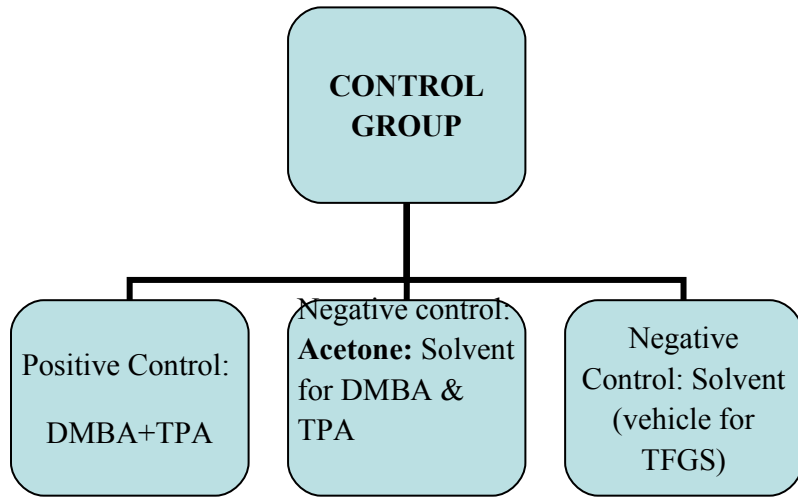 CONTROL
GROUP
Positive Control:
DMBA+TPA
Negative control:
Acetone: Solvent
for DMBA &
TPA
Negative
Control: Solvent
(vehicle for
TFGS)